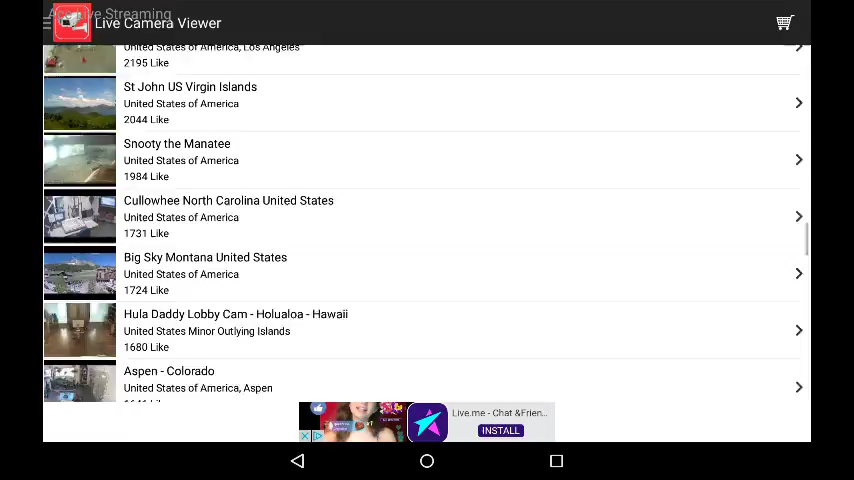 Live Streaming
Live Camera Viewer
United States of America, Los Angeles
2195 Like
St John US Virgin Islands
United States of America
2044 Like
Snooty the Manatee
United States of America
1984 Like
Cullowhee North Carolina United States
United States of America
1731 Like
Big Sky Montana United States
United States of America
1724 Like
Hula Daddy Lobby Cam - Holualoa - Hawaii
United States Minor Outlying Islands
1680 Like
Aspen - Colorado
United States of America, Aspen
Live.me - Chat &Frien...
INSTALL